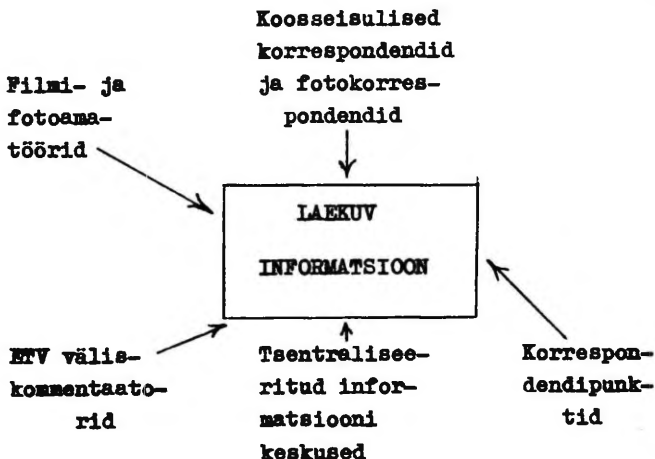 Koosseisulised
korrespondendid
ja fotokorres-
pondendid
Filmi- ja
fotoama-
töörid
LAEKUV
INFORMATSIOON
ETV välis-
kommentaato-
rid
Tsentralisee-
ritud infor-
matsiooni
keskused
Korrespon-
dendipunk-
tid